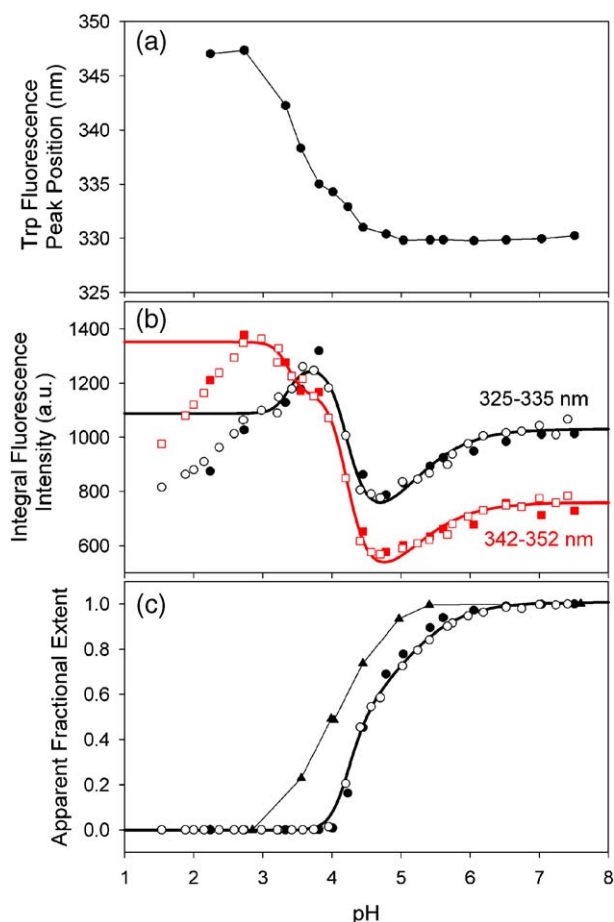 (a)
Trp Fluorescence
Peak Position (nm)
350
345
340
335
330
325
(b)
Integral Fluorescence
Intensity (a.u.)
1400
1200
1000
800
600
325-335 nm
342-352 nm
(c)
Apparent Fractional Extent
1.0
0.8
0.6
0.4
0.2
0.0
1 2 3 4 5 6 7 8
pH